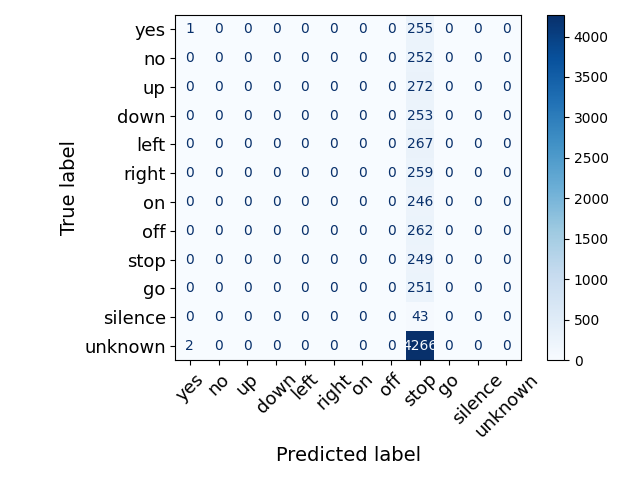 yes 1 0 0 0 0 0 0 0 255 0 0 0
no 0 0 0 0 0 0 0 0 252 0 0 0
up 0 0 0 0 0 0 0 0 272 0 0 0
down 0 0 0 0 0 0 0 0 253 0 0 0
left 0 0 0 0 0 0 0 0 267 0 0 0
right 0 0 0 0 0 0 0 0 259 0 0 0
on 0 0 0 0 0 0 0 0 246 0 0 0
off 0 0 0 0 0 0 0 0 262 0 0 0
stop 0 0 0 0 0 0 0 0 249 0 0 0
go 0 0 0 0 0 0 0 0 251 0 0 0
silence 0 0 0 0 0 0 0 0 43 0 0 0
unknown 2 0 0 0 0 0 0 0 4266 0 0 0
yes no up down left right on off stop go silence unknown
Predicted label
True label
4000
3500
3000
2500
2000
1500
1000
500
0